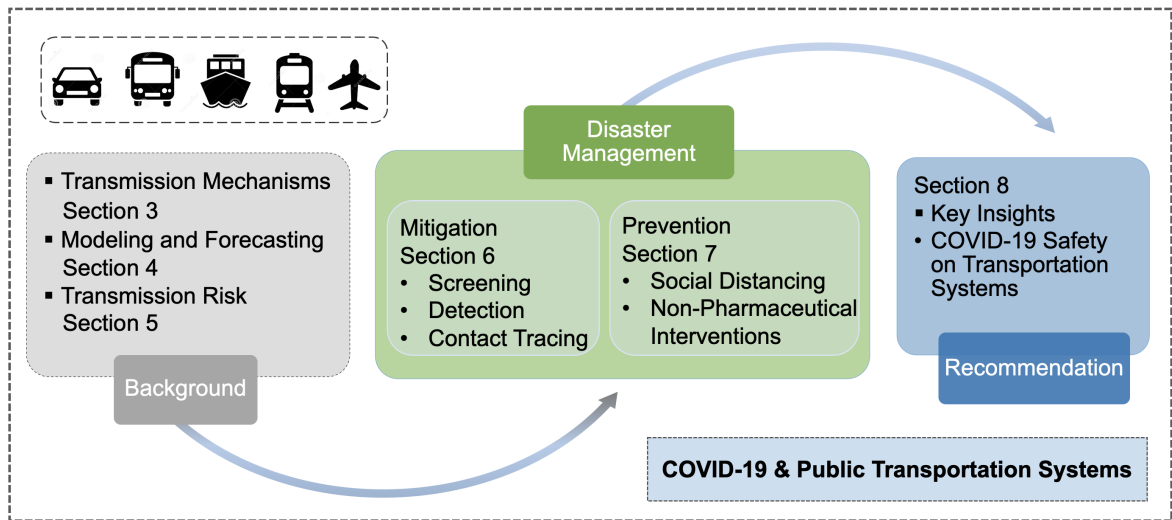 ▪ Transmission Mechanisms
Section 3
▪ Modeling and Forecasting
Section 4
▪ Transmission Risk
Section 5
Background
Disaster
Management
Mitigation
Section 6
• Screening
• Detection
• Contact Tracing
Prevention
Section 7
• Social Distancing
• Non-Pharmaceutical
Interventions
Section 8
▪ Key Insights
• COVID-19 Safety
on Transportation
Systems
Recommendation
COVID-19 & Public Transportation Systems